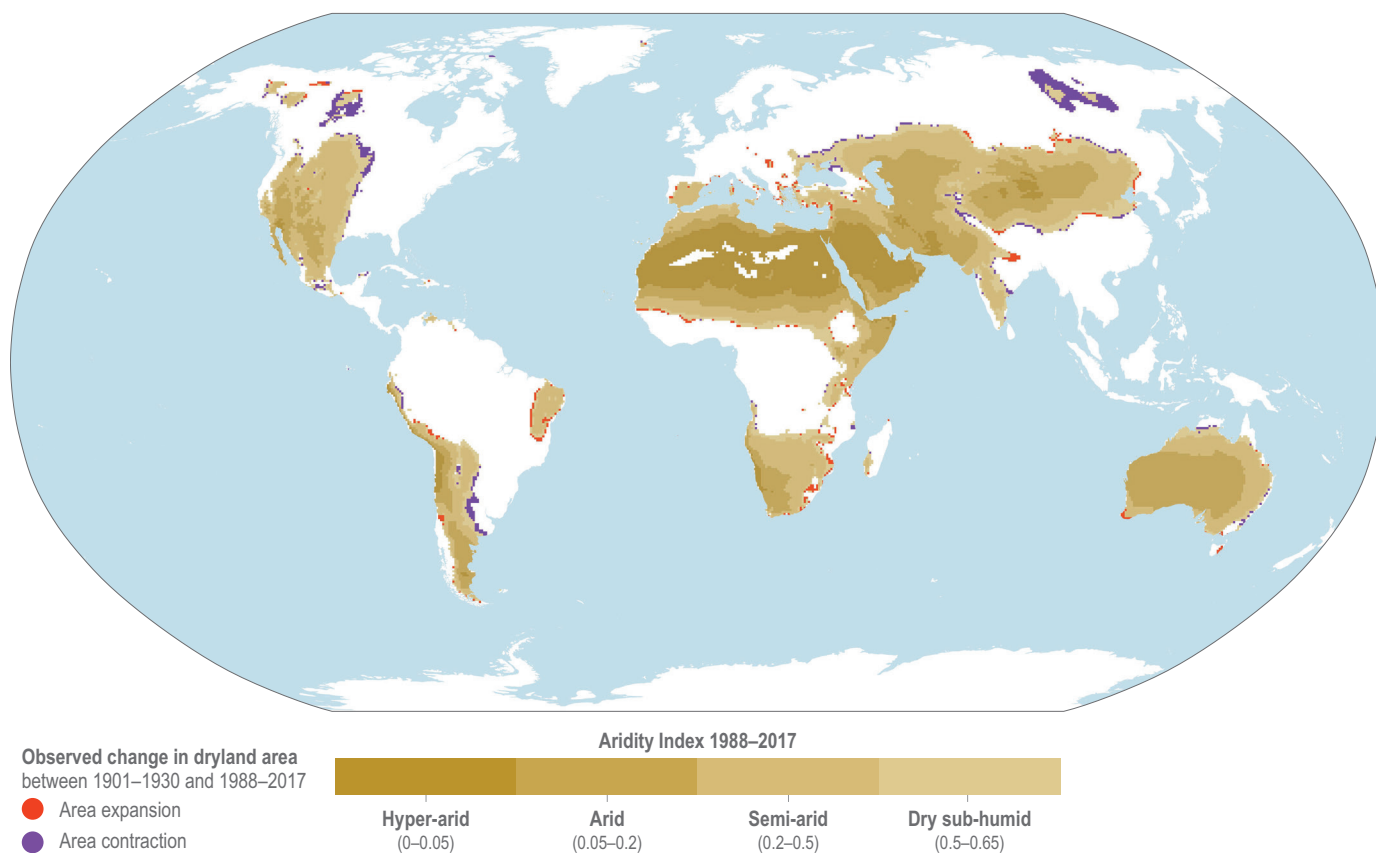 Observed change in dryland area
between 1901–1930 and 1988–2017
Area expansion
Area contraction
Aridity Index 1988–2017
Hyper-arid
(0–0.05)
Arid
(0.05–0.2)
Semi-arid
(0.2–0.5)
Dry sub-humid
(0.5–0.65)